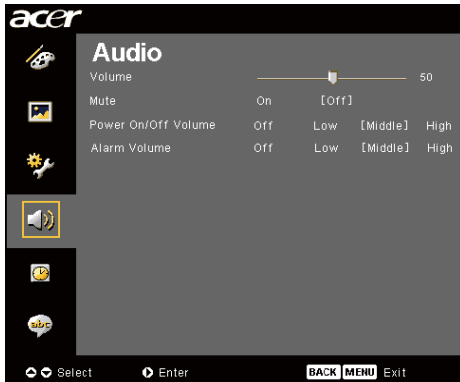 acer
Audio
Volume 50
Mute On [Off]
Power On/Off Volume Off Low [Middle] High
Alarm Volume Off Low [Middle] High
abc
Select Enter BACK MENU Exit